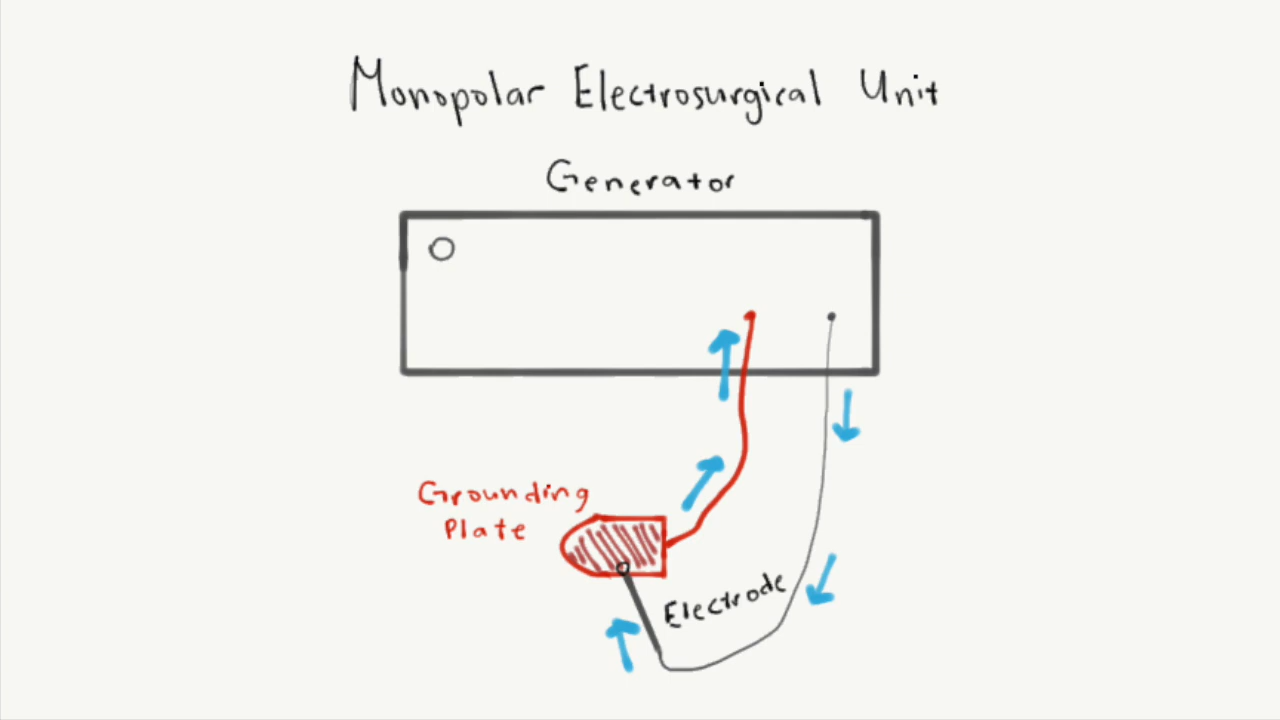 Monopolar Electrosurgical Unit
Generator
Grounding
Plate
Electrode